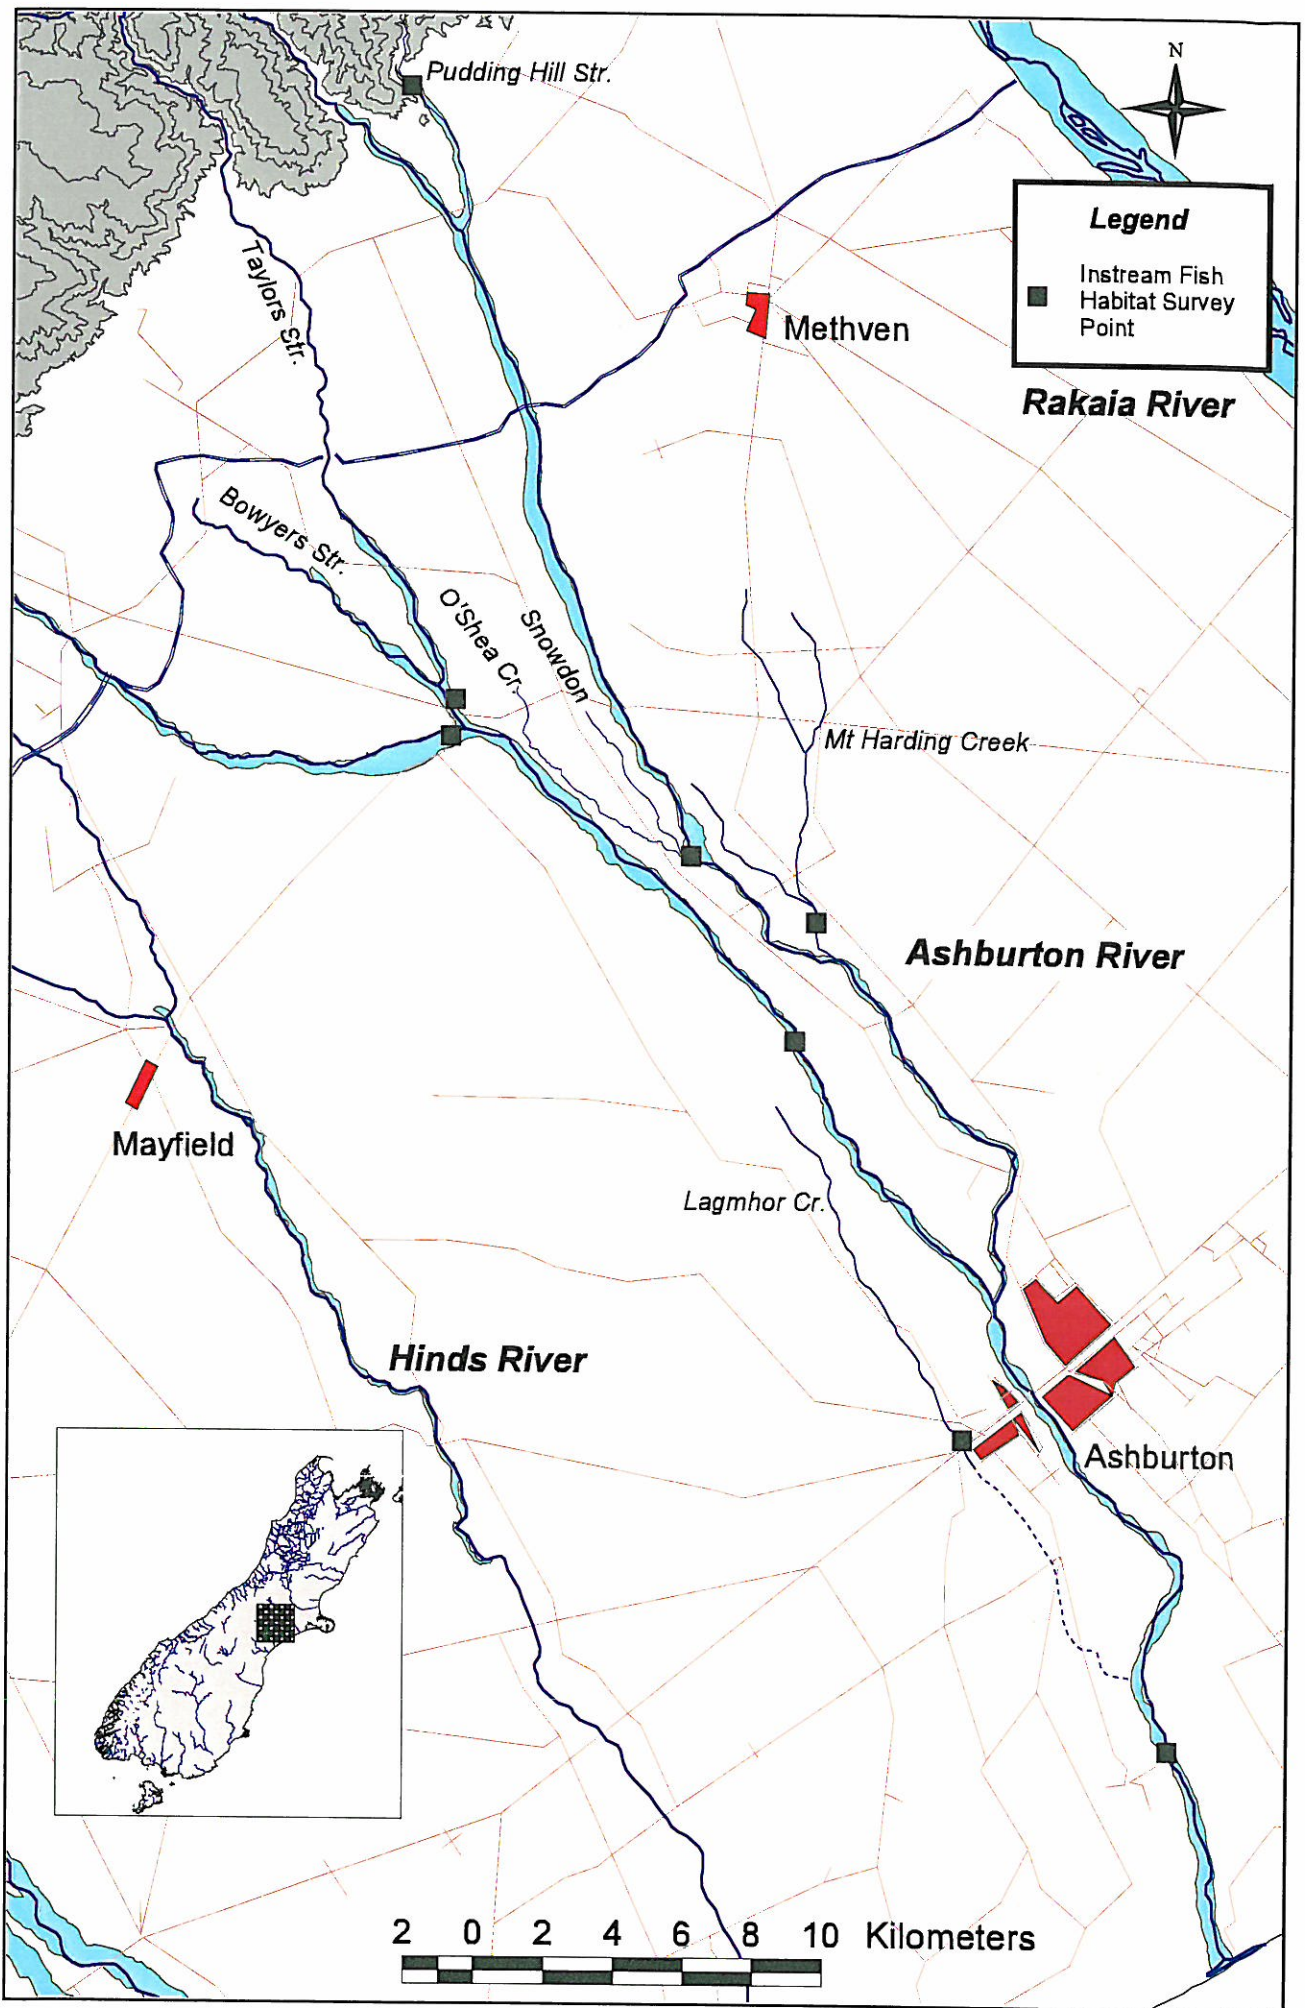 Pudding Hill Str.
N
Legend
Instream Fish
Habitat Survey
Point
Taylors Str.
Methven
Rakaia River
Bowyers Str.
O'Shea Cr.
Snowdon
Mt Harding Creek
Ashburton River
Mayfield
Lagmhor Cr.
Hinds River
Ashburton
2 0 2 4 6 8 10 Kilometers